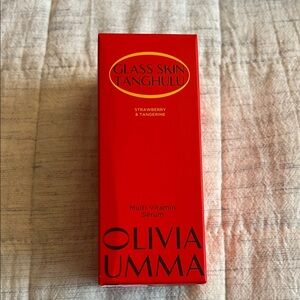 GLASS SKIN
TANGHULU
STRAWBERRY
& TANGERINE
Multi-Vitamin
Serum
OLIVIA
UMMA